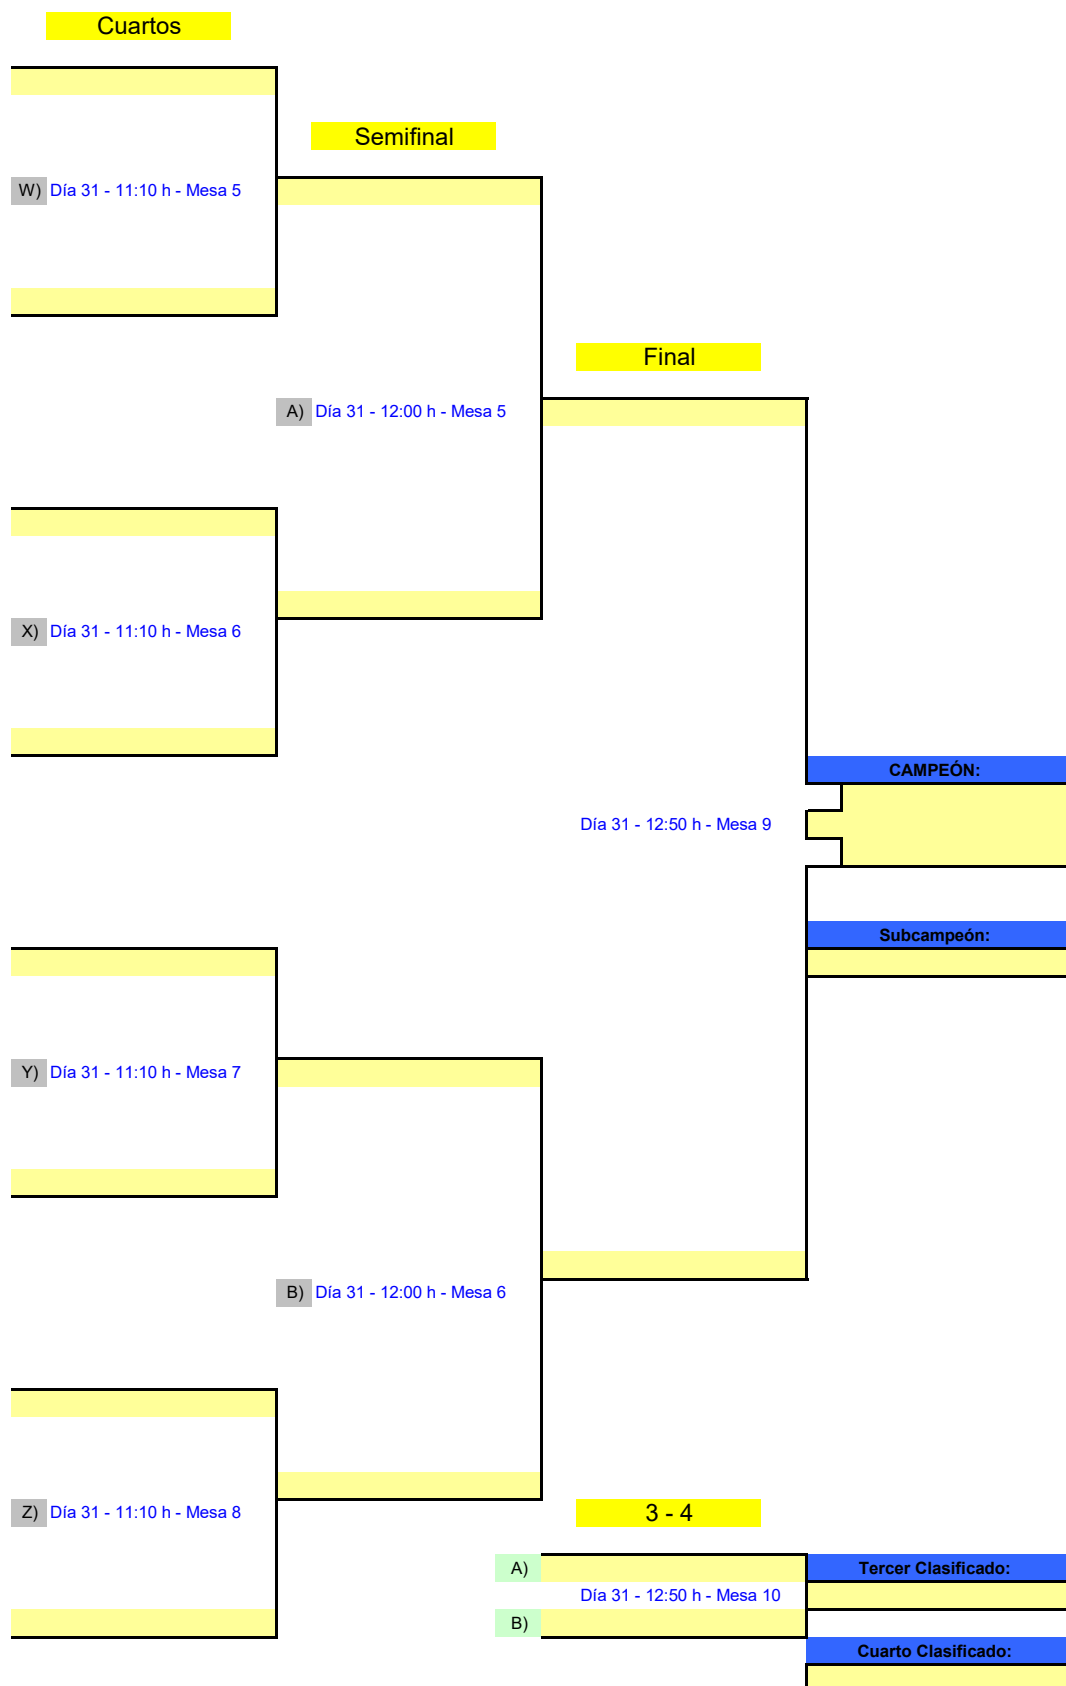 Cuartos
Semifinal
W) Día 31 - 11:10 h - Mesa 5
Final
A) Día 31 - 12:00 h - Mesa 5
X) Día 31 - 11:10 h - Mesa 6
CAMPEÓN:
Día 31 - 12:50 h - Mesa 9
Subcampeón:
Y) Día 31 - 11:10 h - Mesa 7
B) Día 31 - 12:00 h - Mesa 6
Z) Día 31 - 11:10 h - Mesa 8
3 - 4
A)
Tercer Clasificado:
Día 31 - 12:50 h - Mesa 10
B)
Cuarto Clasificado: